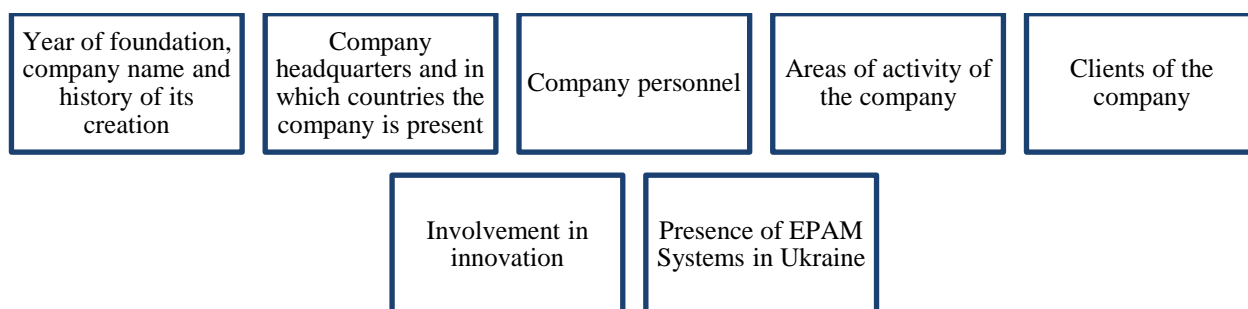 Year of foundation,
company name and
history of its
creation
Company
headquarters and in
which countries the
company is present
Company personnel
Areas of activity of
the company
Clients of the
company
Involvement in
innovation
Presence of EPAM
Systems in Ukraine